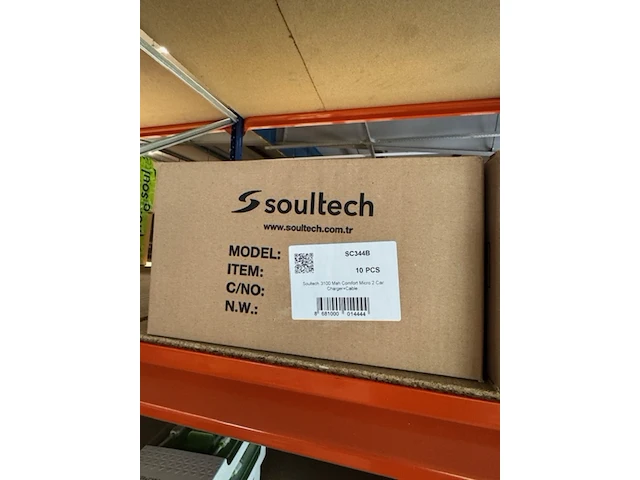 soultech
www.soultech.com.tr
MODEL:
ITEM:
C/NO:
N.W.:
SC344B
10 PCS
Soultech 3100 Mah Comfort Micro 2 Car
Charger+Cable
8 681000 014444
soul